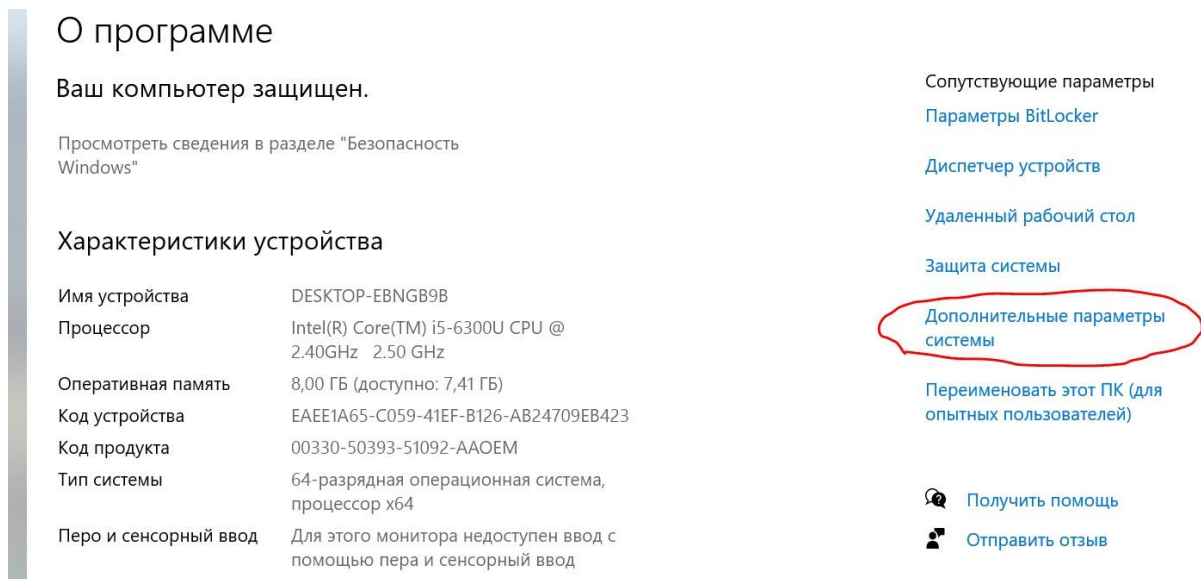 О программе
Ваш компьютер защищен.
Просмотреть сведения в разделе "Безопасность
Windows"
Характеристики устройства
Имя устройства DESKTOP-EBNGB9B
Процессор Intel(R) Core(TM) i5-6300U CPU @
2.40GHz 2.50 GHz
Оперативная память 8,00 ГБ (доступно: 7,41 ГБ)
Код устройства EAEE1A65-C059-41EF-B126-AB24709EB423
Код продукта 00330-50393-51092-AAOEM
Тип системы 64-разрядная операционная система,
процессор x64
Перо и сенсорный ввод Для этого монитора недоступен ввод с
помощью пера и сенсорный ввод
Сопутствующие параметры
Параметры BitLocker
Диспетчер устройств
Удаленный рабочий стол
Защита системы
Дополнительные параметры
системы
Переименовать этот ПК (для
опытных пользователей)
Получить помощь
Отправить отзыв